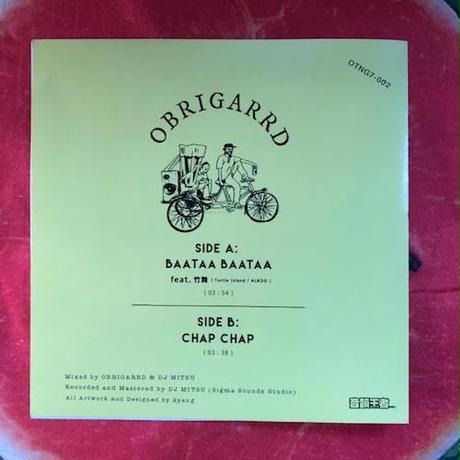 OTNG7-002
OBRIGARRD
SIDE A:
BAATAA BAATAA
feat. 竹舞 ( Turtle Island / ALKDO )
( 03 : 54 )
SIDE B:
CHAP CHAP
( 03 : 38 )
Mixed by OBRIGARRD & DJ MITSU
Recorded and Mastered by DJ MITSU (Sigma Sounds Studio)
All Artwork and Designed by Syang
音韻王者